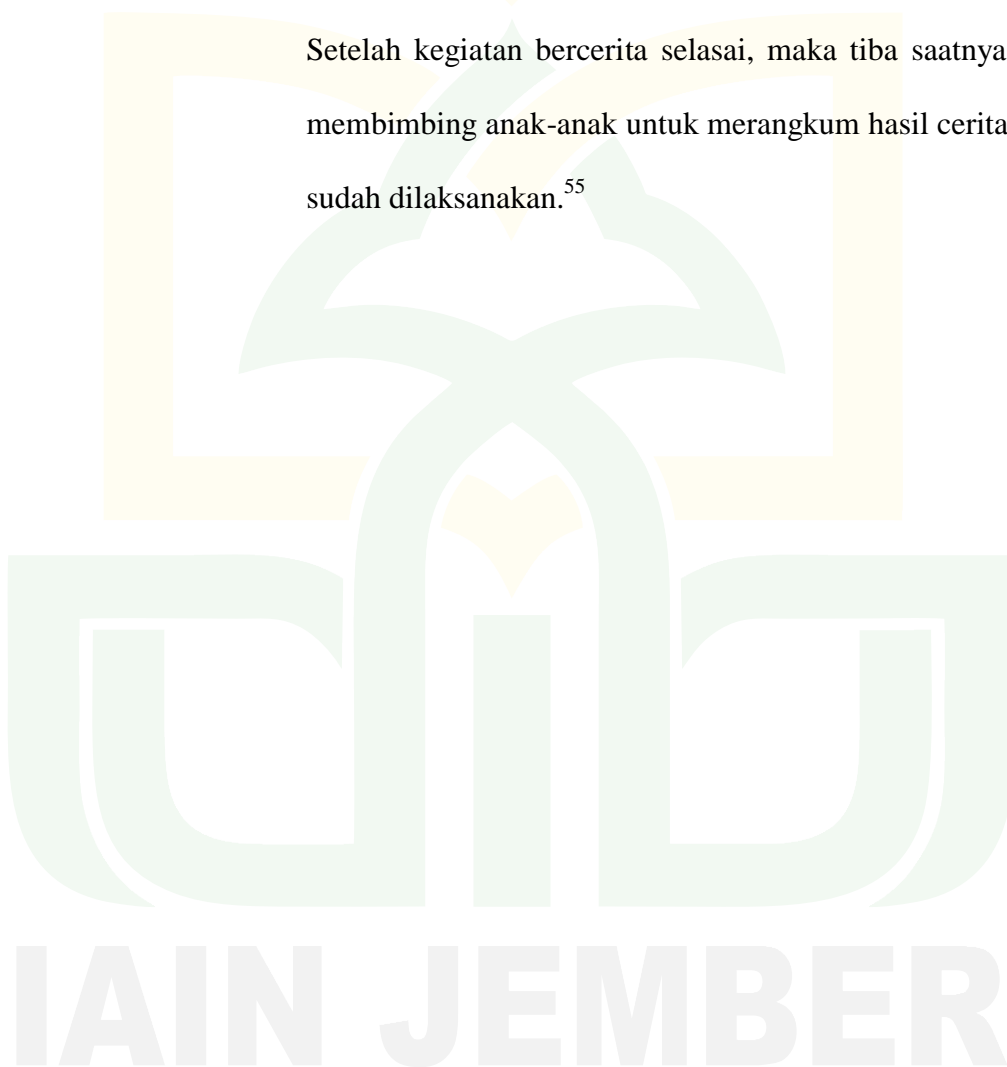 Setelah kegiatan bercerita selasai, maka tiba saatnya
membimbing anak-anak untuk merangkum hasil cerita
sudah dilaksanakan.55
IAIN JEMBER